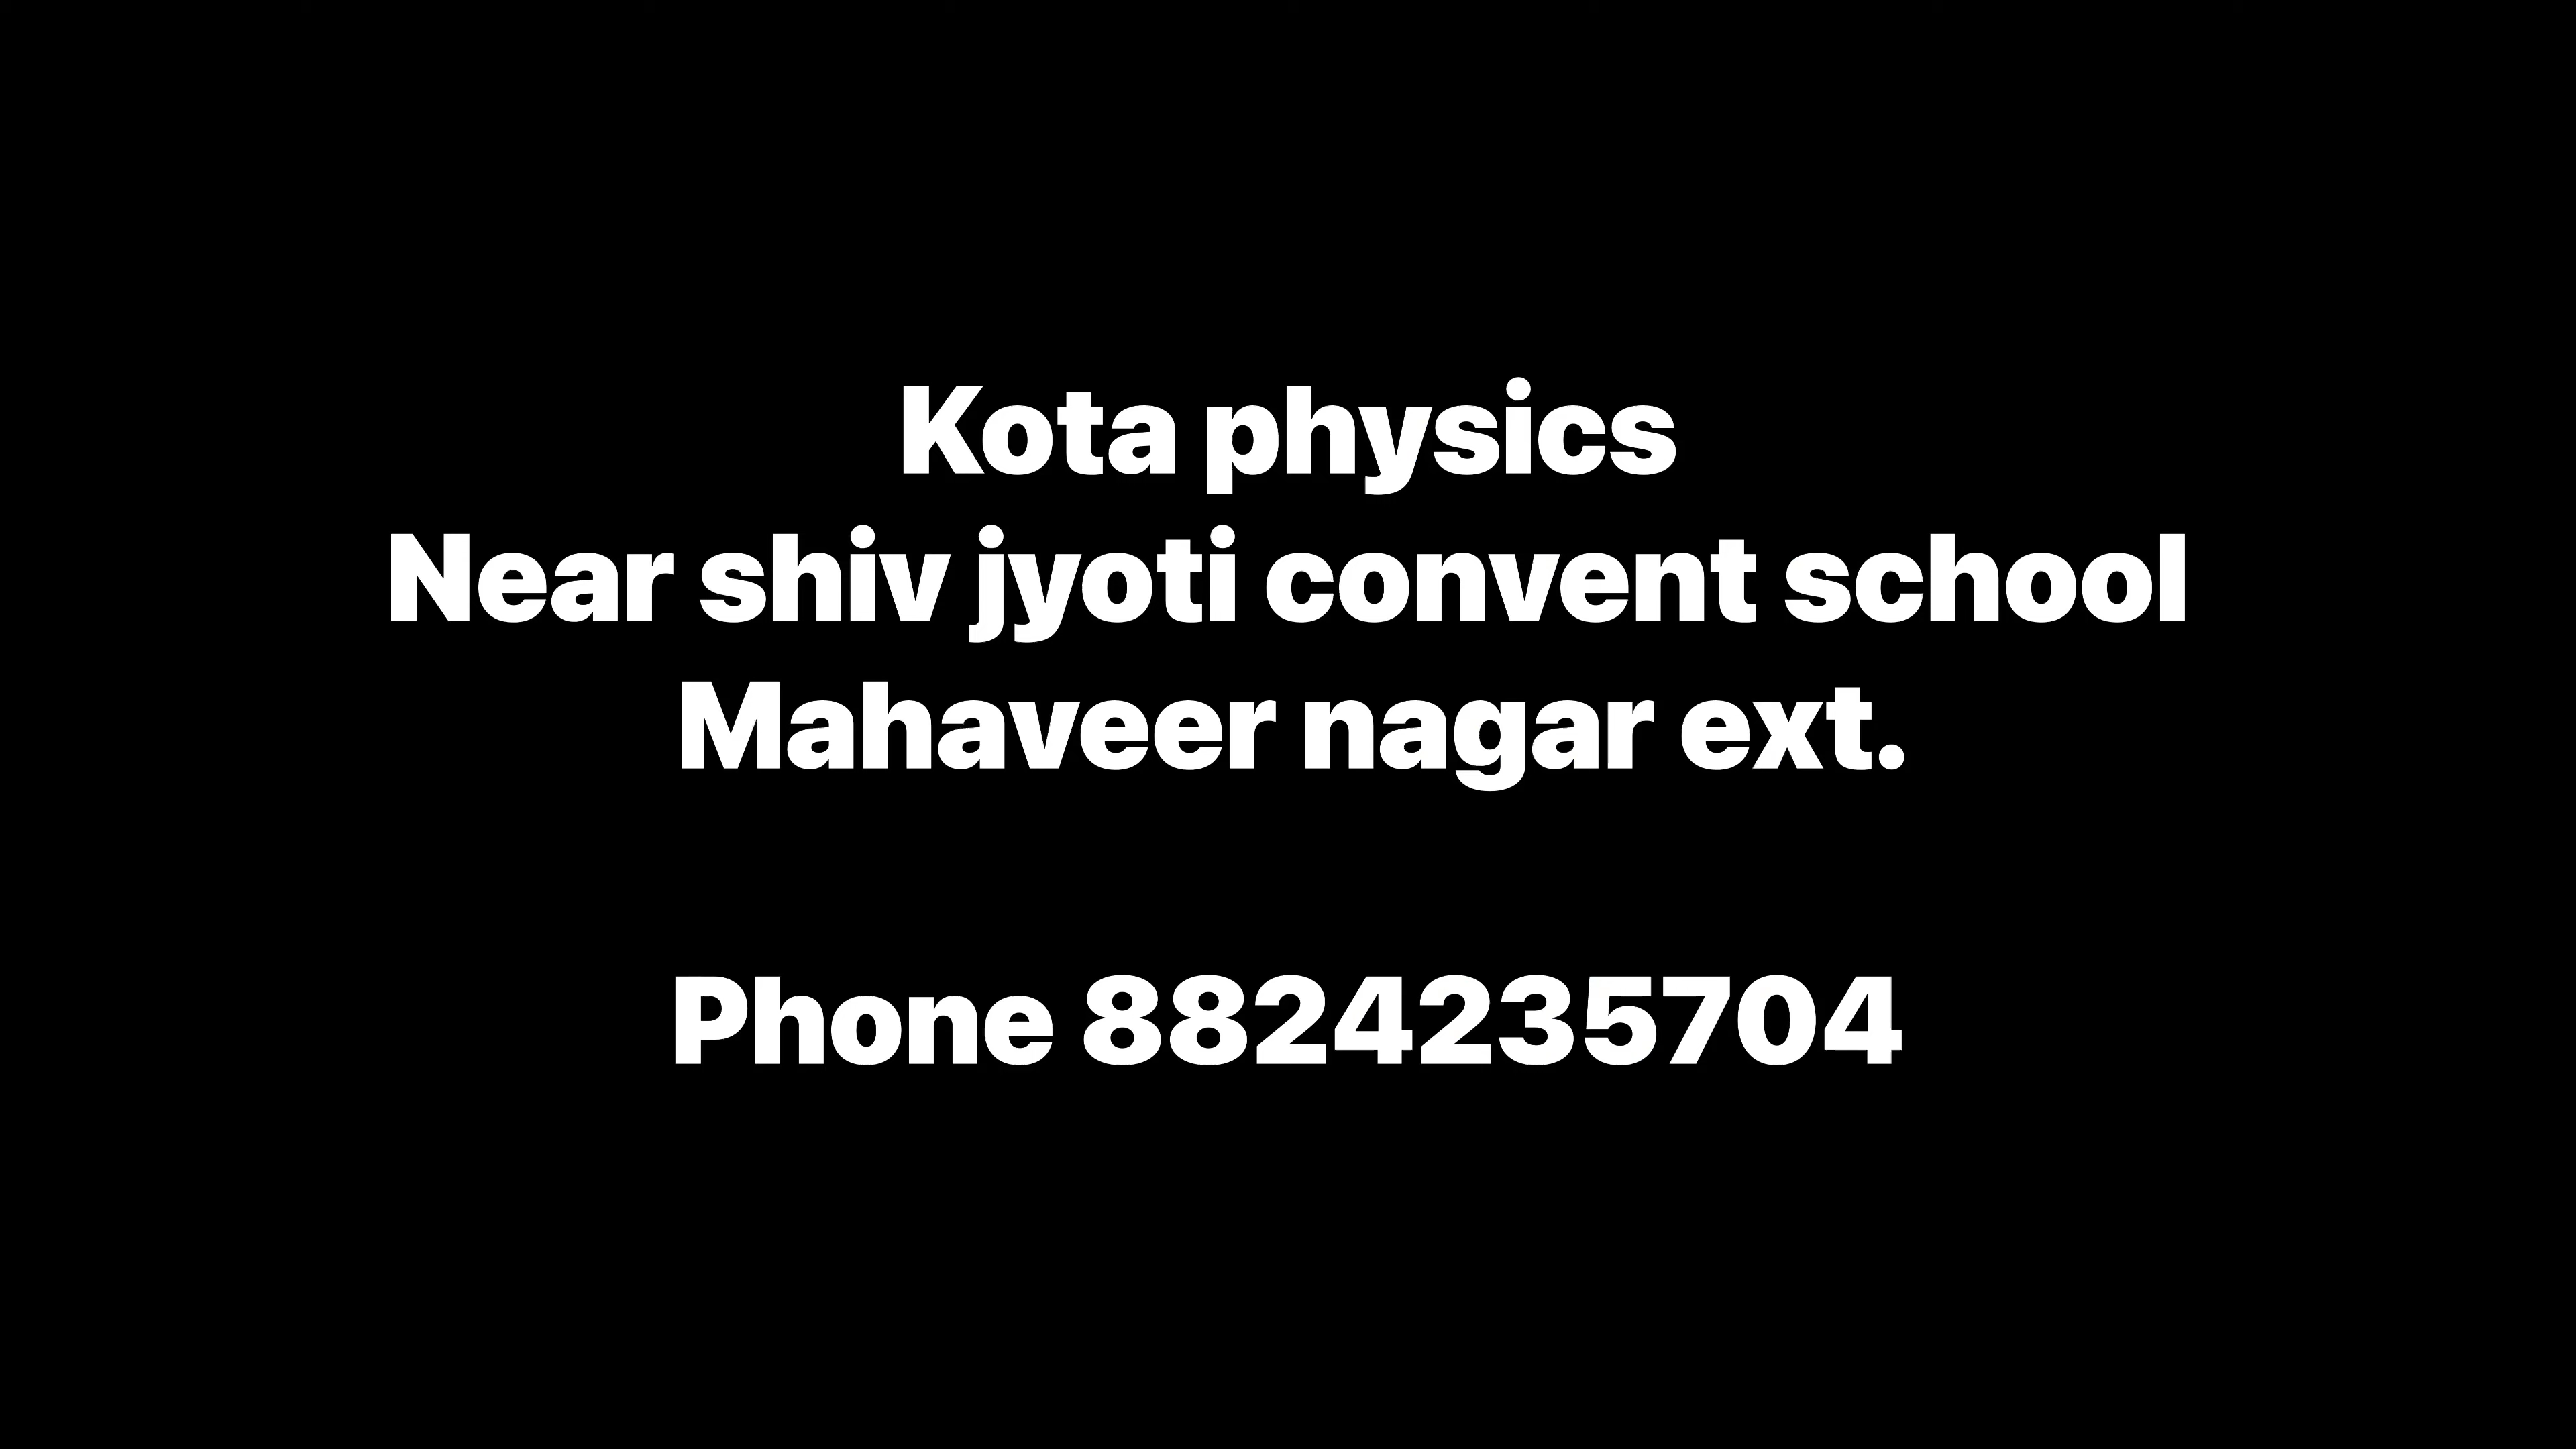 Kota physics
Near shiv jyoti convent school
Mahaveer nagar ext.
Phone 8824235704